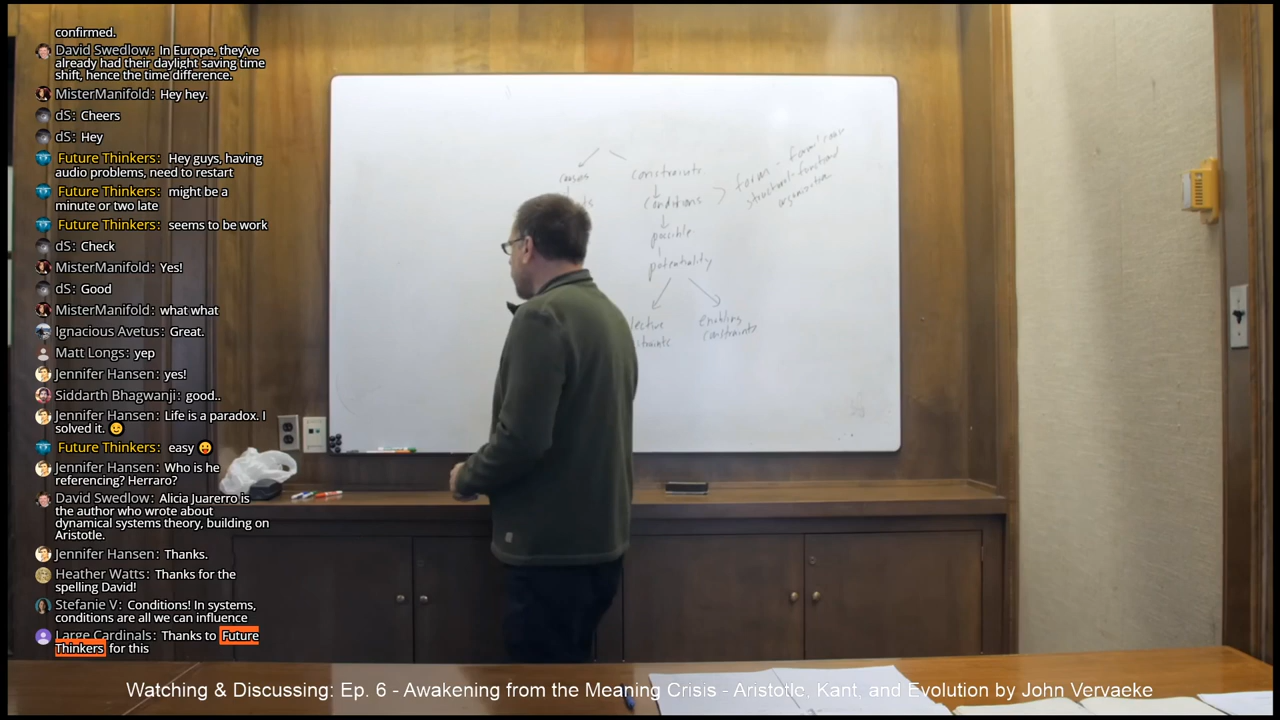 confirmed.
David Swedlow: In Europe, they've
already had their daylight saving time
shift, hence the time difference.
MisterManifold: Hey hey.
dS: Cheers
dS: Hey
Future Thinkers: Hey guys, having
audio problems, need to restart
Future Thinkers: might be a
minute or two late
Future Thinkers: seems to be work
dS: Check
MisterManifold: Yes!
dS: Good
MisterManifold: what what
Ignacious Avetus: Great.
Matt Longs: yep
Jennifer Hansen: yes!
Siddarth Bhagwanji: good..
Jennifer Hansen: Life is a paradox. I
solved it.
Future Thinkers: easy
Jennifer Hansen: Who is he
referencing? Herraro?
David Swedlow: Alicia Juarerro is
the author who wrote about
dynamical systems theory, building on
Aristotle.
Jennifer Hansen: Thanks.
Heather Watts: Thanks for the
spelling David!
Stefanie V: Conditions! In systems,
conditions are all we can influence
Large Cardinals: Thanks to Future
Thinkers for this
causes
constraints
conditions
possible
potentiality
lective
enabling
constraints
form - formal
structural-functional
organization
Watching & Discussing: Ep. 6 - Awakening from the Meaning Crisis - Aristotle, Kant, and Evolution by John Vervaeke